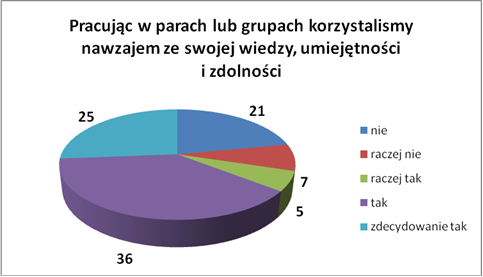 Pracując w parach lub grupach korzystalismy
nawzajem ze swojej wiedzy, umiejętności
i zdolności
25
21
7
5
36
nie
raczej nie
raczej tak
tak
zdecydowanie tak